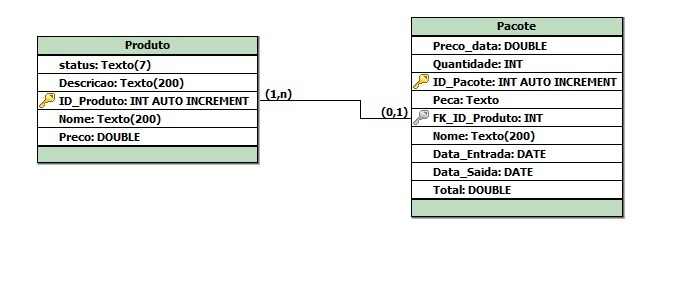 Produto
status: Texto(7)
Descricao: Texto(200)
ID_Produto: INT AUTO INCREMENT
Nome: Texto(200)
Preco: DOUBLE
(1,n)
(0,1)
Pacote
Preco_data: DOUBLE
Quantidade: INT
ID_Pacote: INT AUTO INCREMENT
Peca: Texto
FK_ID_Produto: INT
Nome: Texto(200)
Data_Entrada: DATE
Data_Saida: DATE
Total: DOUBLE